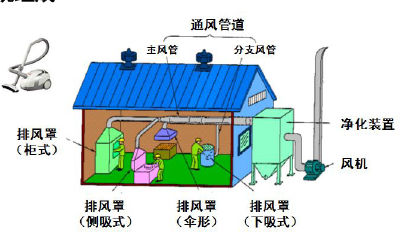 通风管道
主风管
分支风管
净化装置
排风罩
（柜式）
风机
排风罩
（侧吸式）
排风罩
（伞形）
排风罩
（下吸式）